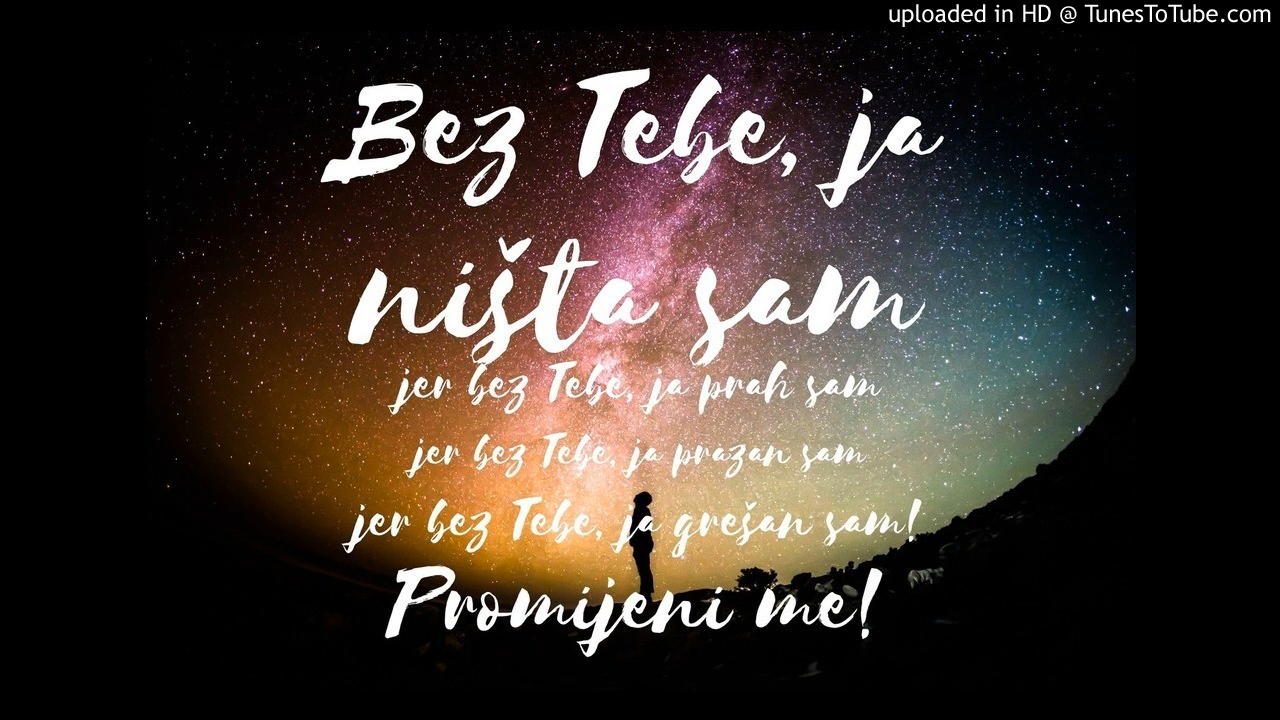 uploaded in HD @ TunesToTube.com
Bez Tebe, ja
ništa sam
jer bez Tebe, ja prah sam
jer bez Tebe, ja prazan sam
jer bez Tebe, ja grešan sam!
Promijeni me!